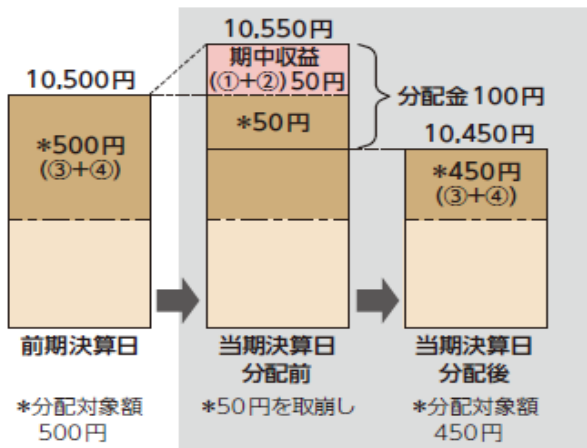 10,550円
期中収益
(①+②)50円
10,500円
分配金100円
*50円
10,450円
*500円
(③+④)
*450円
(③+④)
前期決算日
当期決算日
分配前
当期決算日
分配後
*分配対象額
500円
*50円を取崩し
*分配対象額
450円